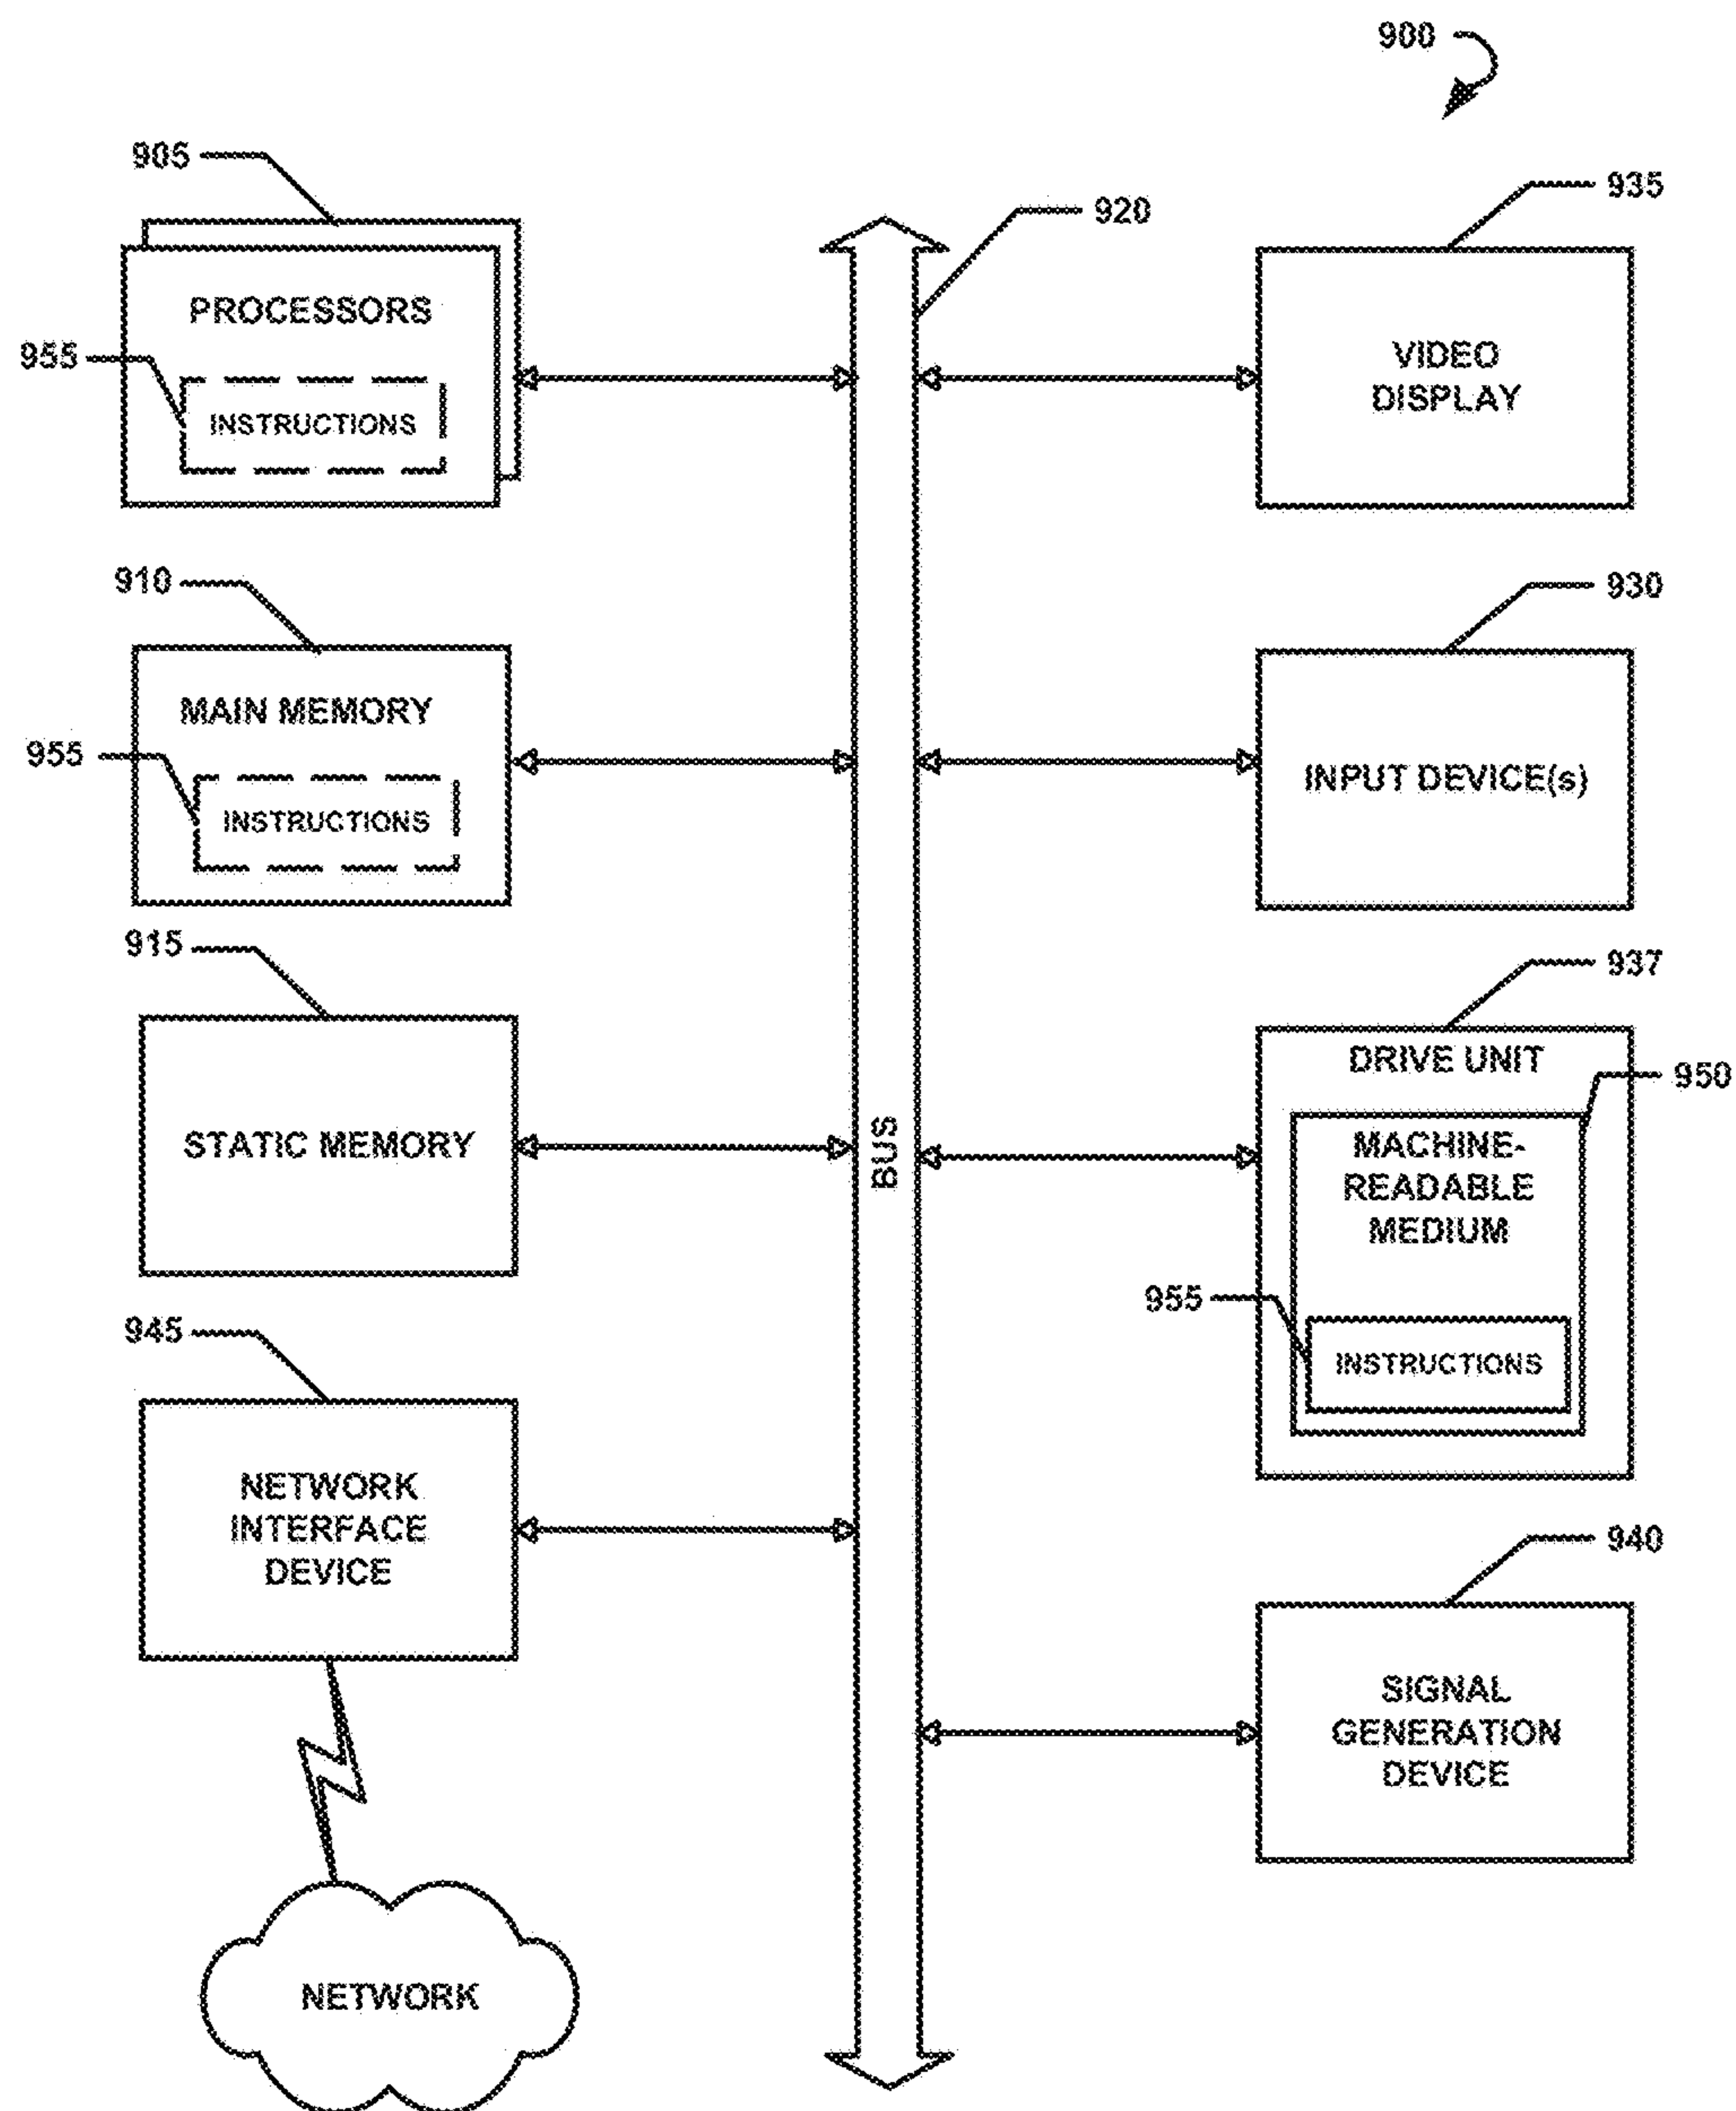 900
905
PROCESSORS
955
INSTRUCTIONS
910
MAIN MEMORY
955
INSTRUCTIONS
915
STATIC MEMORY
945
NETWORK
INTERFACE
DEVICE
NETWORK
920
BUS
935
VIDEO
DISPLAY
930
INPUT DEVICE(s)
937
DRIVE UNIT
950
MACHINE-
READABLE
MEDIUM
955
INSTRUCTIONS
940
SIGNAL
GENERATION
DEVICE